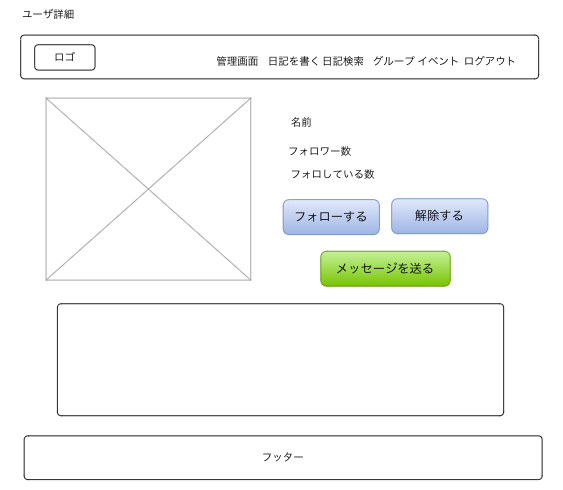 ユーザ詳細
ロゴ
管理画面 日記を書く 日記検索 グループ イベント ログアウト
名前
フォロワー数
フォロしている数
フォローする 解除する
メッセージを送る
フッター